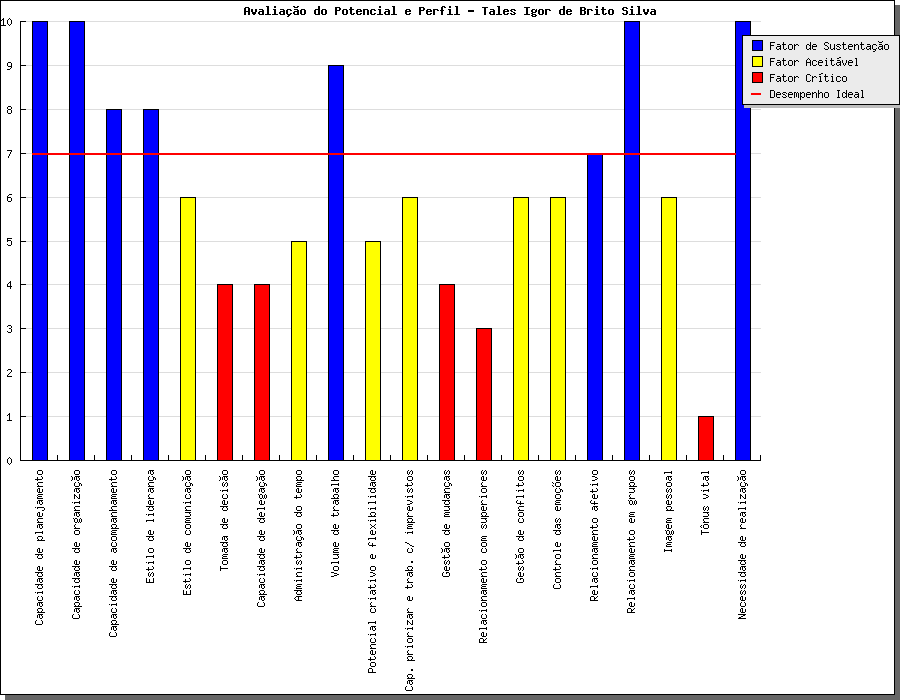 Avaliação do Potencial e Perfil - Tales Igor de Brito Silva
Fator de Sustentação
Fator Aceitável
Fator Crítico
Desempenho Ideal
10
9
8
7
6
5
4
3
2
1
0
Capacidade de planejamento
Capacidade de organização
Capacidade de acompanhamento
Estilo de liderança
Estilo de comunicação
Tomada de decisão
Capacidade de delegação
Administração do tempo
Volume de trabalho
Potencial criativo e flexibilidade
Cap. priorizar e trab. c/ imprevistos
Gestão de mudanças
Relacionamento com superiores
Gestão de conflitos
Controle das emoções
Relacionamento afetivo
Relacionamento em grupos
Imagem pessoal
Tônus vital
Necessidade de realização